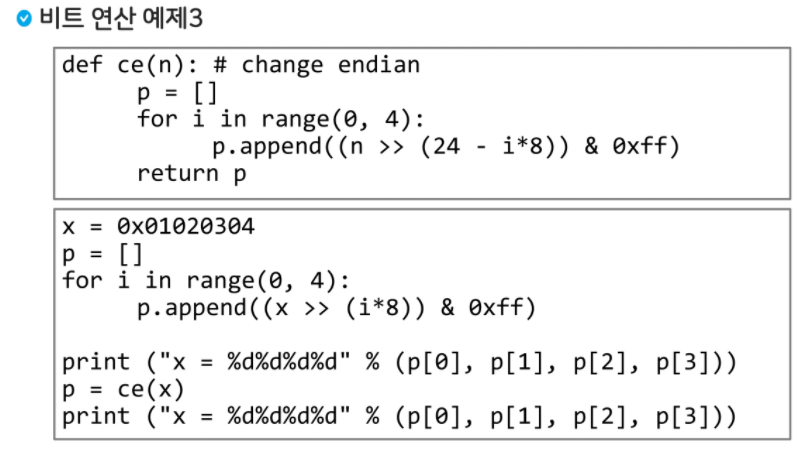 비트 연산 예제3
def ce(n): # change endian
p = []
for i in range(0, 4):
p.append((n >> (24 - i*8)) & 0xff)
return p
x = 0x01020304
p = []
for i in range(0, 4):
p.append((x >> (i*8)) & 0xff)
print ("x = %d%d%d%d" % (p[0], p[1], p[2], p[3]))
p = ce(x)
print ("x = %d%d%d%d" % (p[0], p[1], p[2], p[3]))